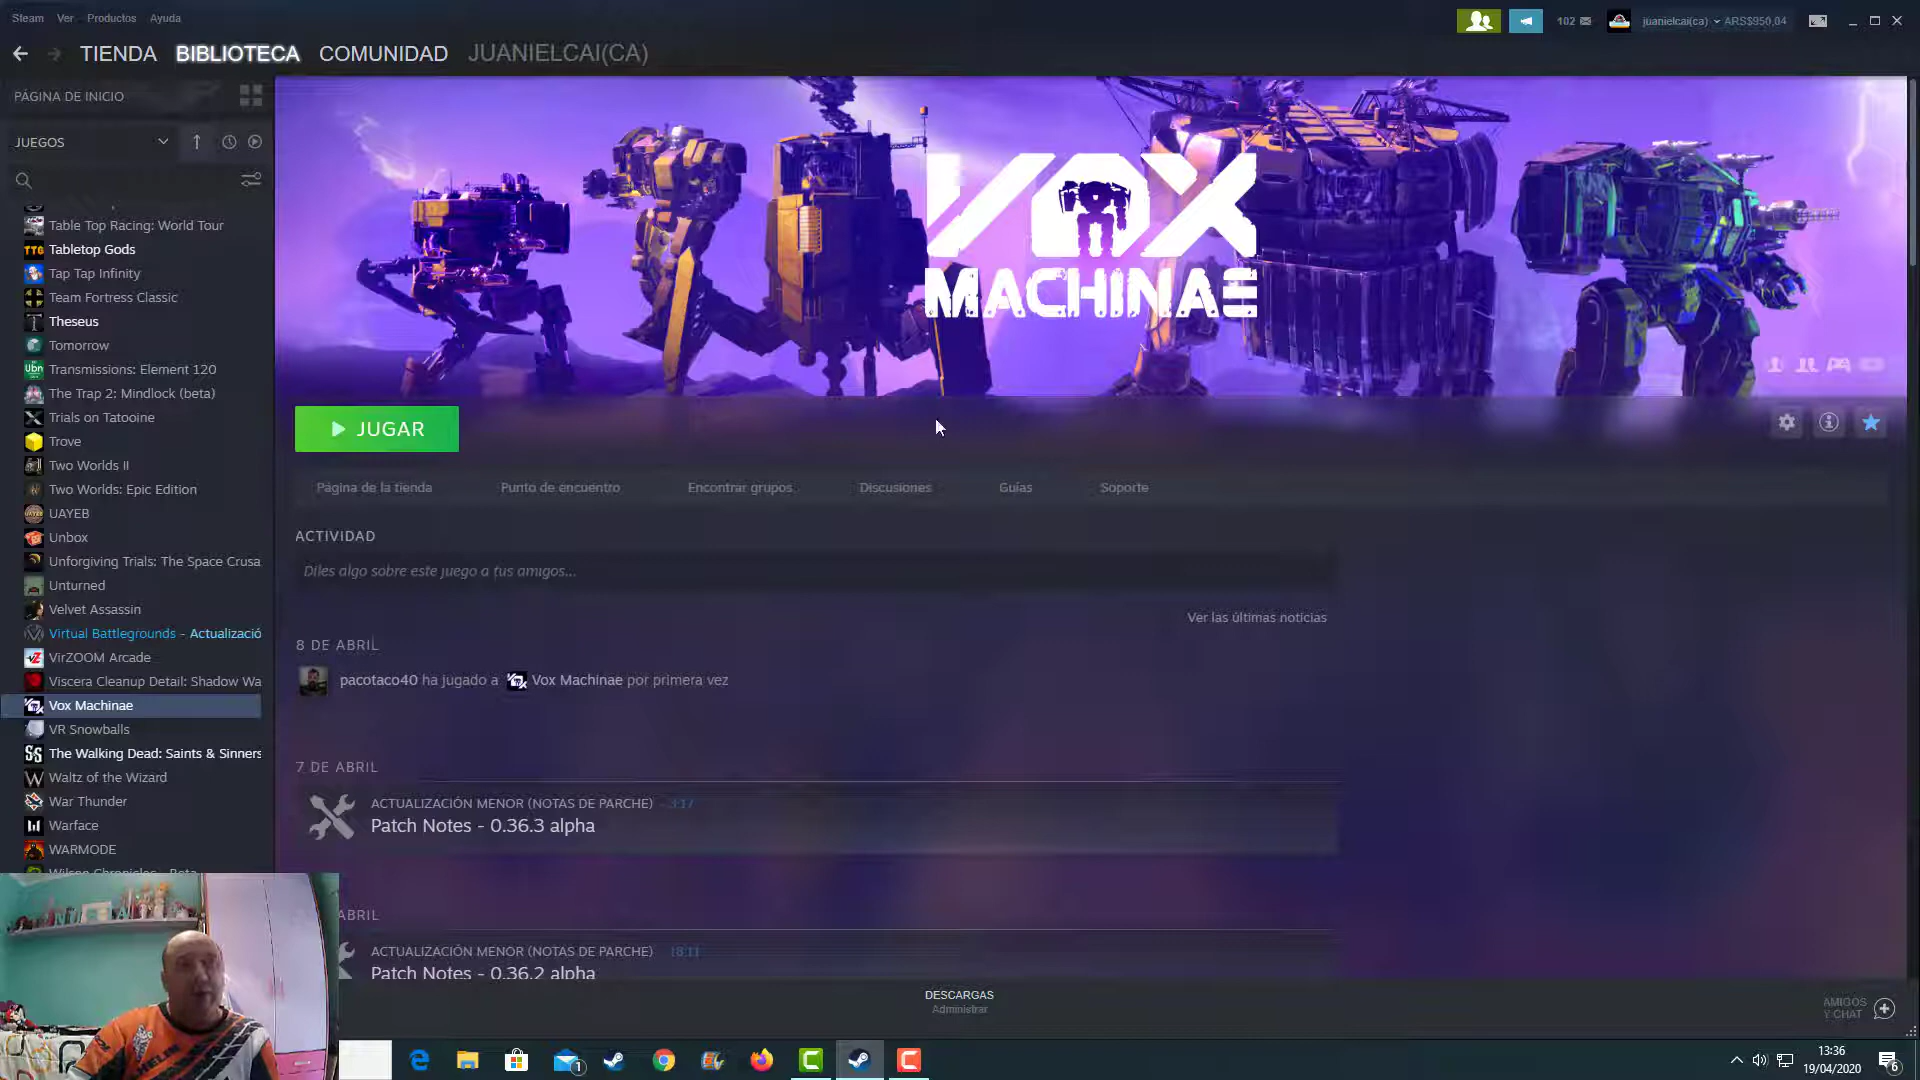 Steam Ver Productos Ayuda
102 juanielcai(ca) ARS$950,04
TIENDA BIBLIOTECA COMUNIDAD JUANIELCAI(CA)
PÁGINA DE INICIO
JUEGOS
Table Top Racing: World Tour
Tabletop Gods
Tap Tap Infinity
Team Fortress Classic
Theseus
Tomorrow
Transmissions: Element 120
The Trap 2: Mindlock (beta)
Trials on Tatooine
Trove
Two Worlds II
Two Worlds: Epic Edition
UAYEB
Unbox
Unforgiving Trials: The Space Crusa
Unturned
Velvet Assassin
Virtual Battlegrounds - Actualizació
VirZOOM Arcade
Viscera Cleanup Detail: Shadow Wa
Vox Machinae
VR Snowballs
The Walking Dead: Saints & Sinners
Waltz of the Wizard
War Thunder
Warface
WARMODE
VOX
MACHINAE
JUGAR
Página de la tienda Punto de encuentro Encontrar grupos Discusiones Guías Soporte
ACTIVIDAD
Diles algo sobre este juego a tus amigos...
Ver las últimas noticias
8 DE ABRIL
pacotaco40 ha jugado a Vox Machinae por primera vez
7 DE ABRIL
ACTUALIZACIÓN MENOR (NOTAS DE PARCHE) - 3:17
Patch Notes - 0.36.3 alpha
ABRIL
ACTUALIZACIÓN MENOR (NOTAS DE PARCHE) 18:11
Patch Notes - 0.36.2 alpha
DESCARGAS
Administrar
AMIGOS
Y CHAT
1
13:36
19/04/2020
6